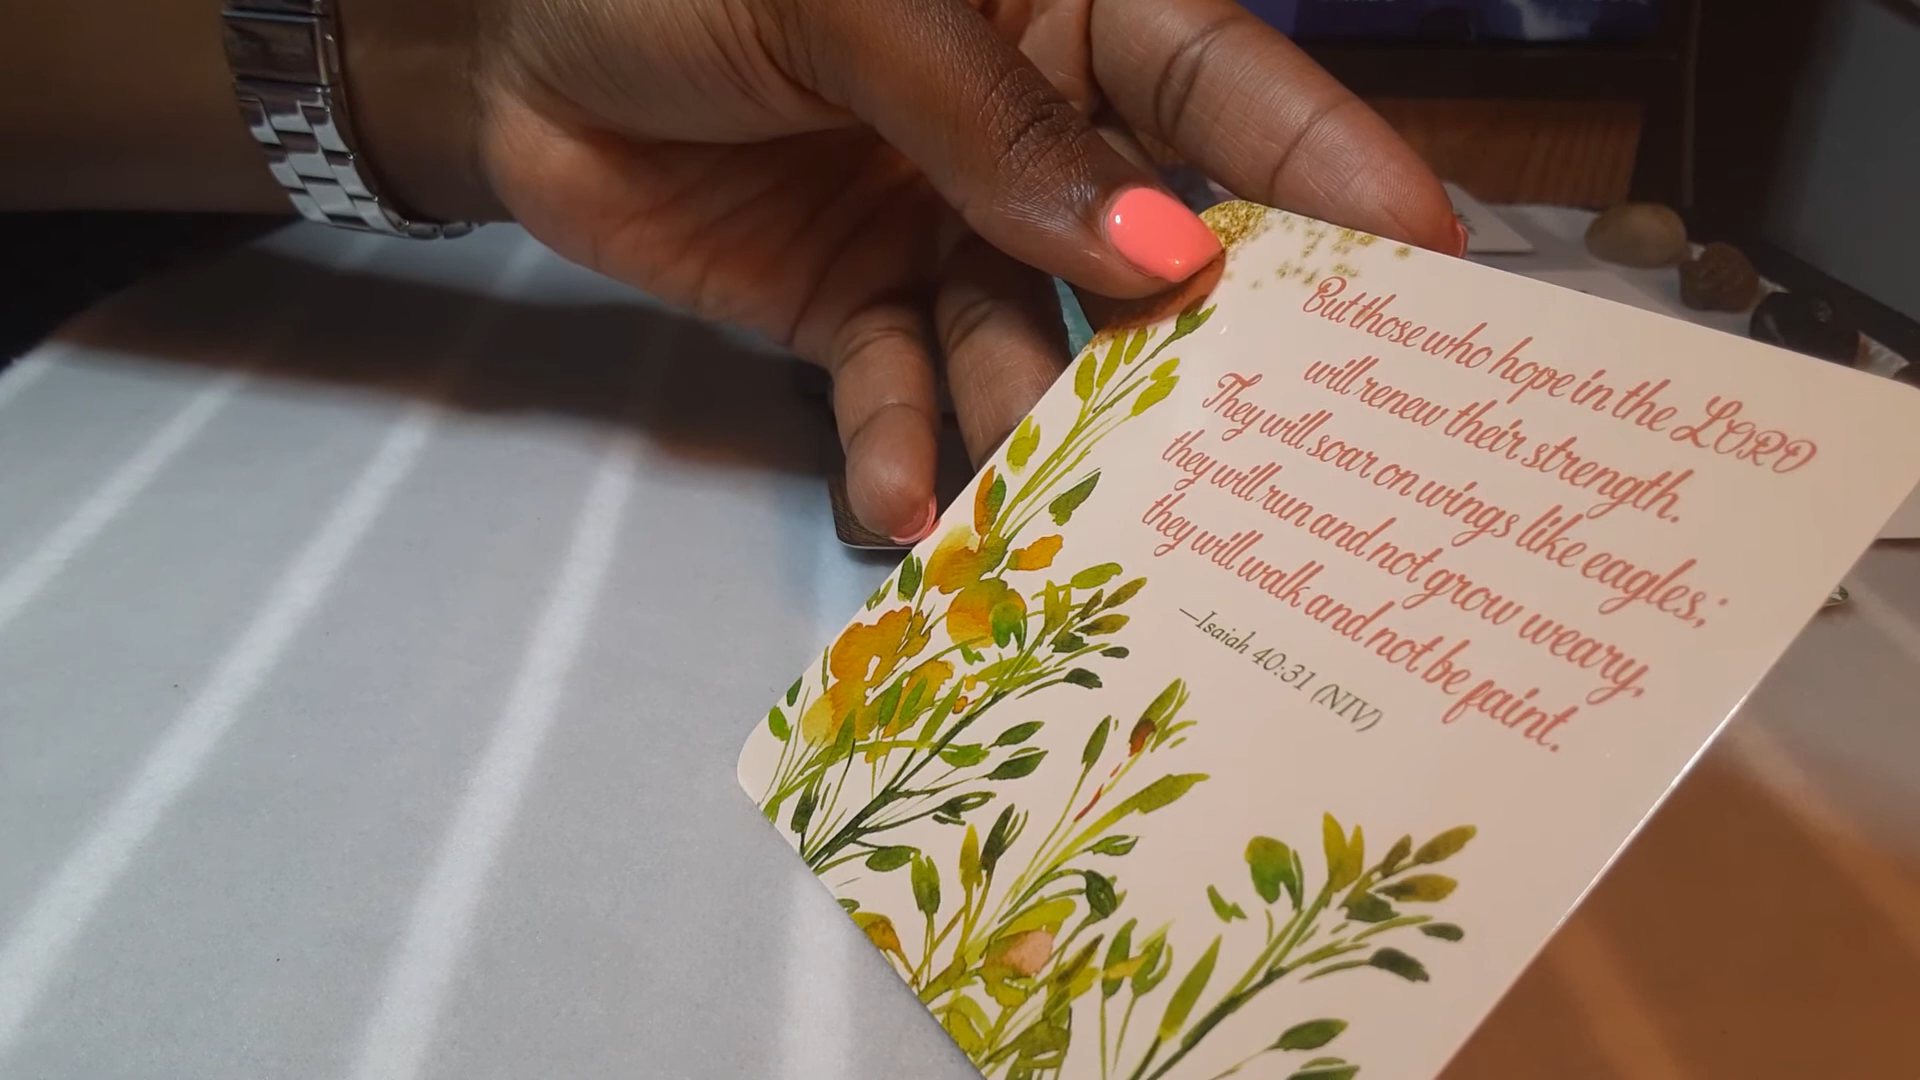 But those who hope in the LORD
will renew their strength.
They will soar on wings like eagles;
they will run and not grow weary,
they will walk and not be faint.
—Isaiah 40:31 (NIV)